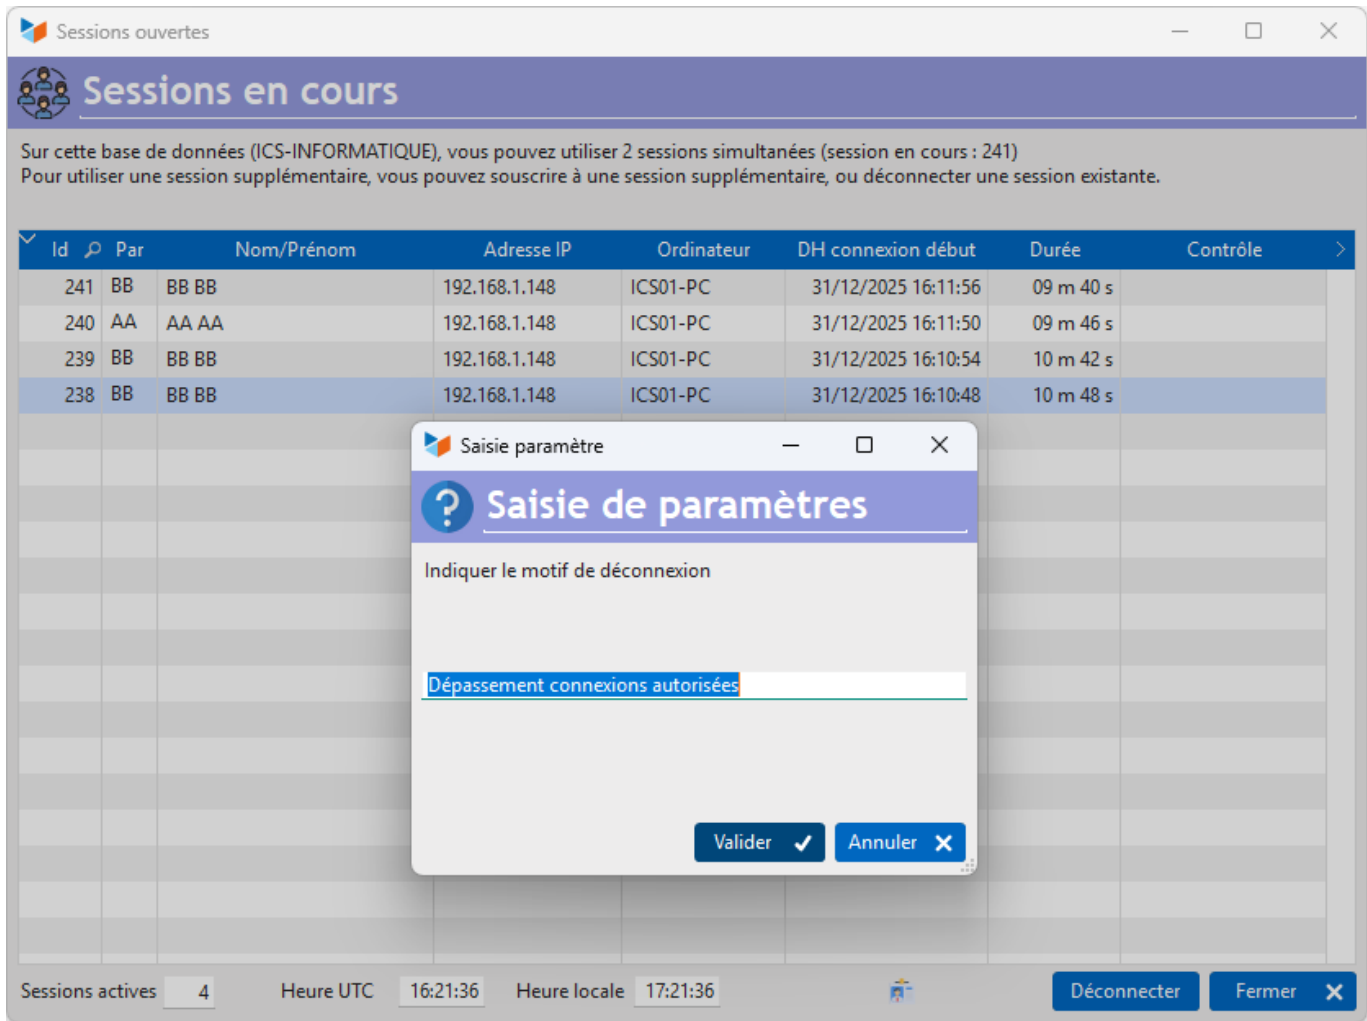 Sessions ouvertes
Sessions en cours
Sur cette base de données (ICS-INFORMATIQUE), vous pouvez utiliser 2 sessions simultanées (session en cours : 241)
Pour utiliser une session supplémentaire, vous pouvez souscrire à une session supplémentaire, ou déconnecter une session existante.
Id Par Nom/Prénom Adresse IP Ordinateur DH connexion début Durée Contrôle
241 BB BB BB 192.168.1.148 ICS01-PC 31/12/2025 16:11:56 09 m 40 s
240 AA AA AA 192.168.1.148 ICS01-PC 31/12/2025 16:11:50 09 m 46 s
239 BB BB BB 192.168.1.148 ICS01-PC 31/12/2025 16:10:54 10 m 42 s
238 BB BB BB 192.168.1.148 ICS01-PC 31/12/2025 16:10:48 10 m 48 s
Saisie paramètre
Saisie de paramètres
Indiquer le motif de déconnexion
Dépassement connexions autorisées
Valider Annuler
Sessions actives 4 Heure UTC 16:21:36 Heure locale 17:21:36 Déconnecter Fermer